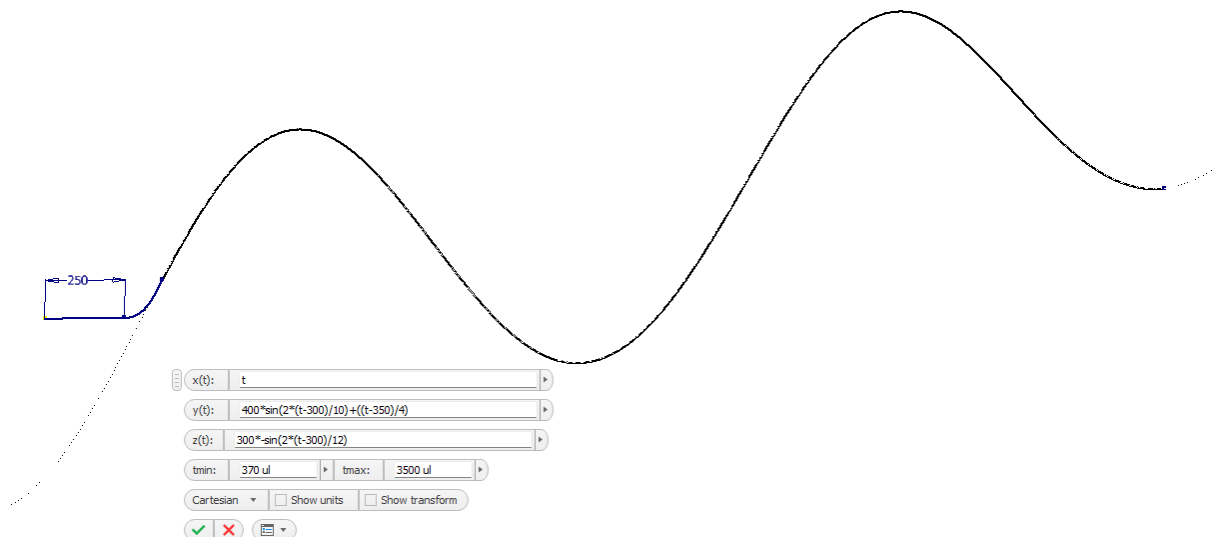 250
x(t): t
y(t): 400*sin(2*(t-300)/10)+((t-350)/4)
z(t): 300*-sin(2*(t-300)/12)
tmin: 370 ul tmax: 3500 ul
Cartesian Show units Show transform